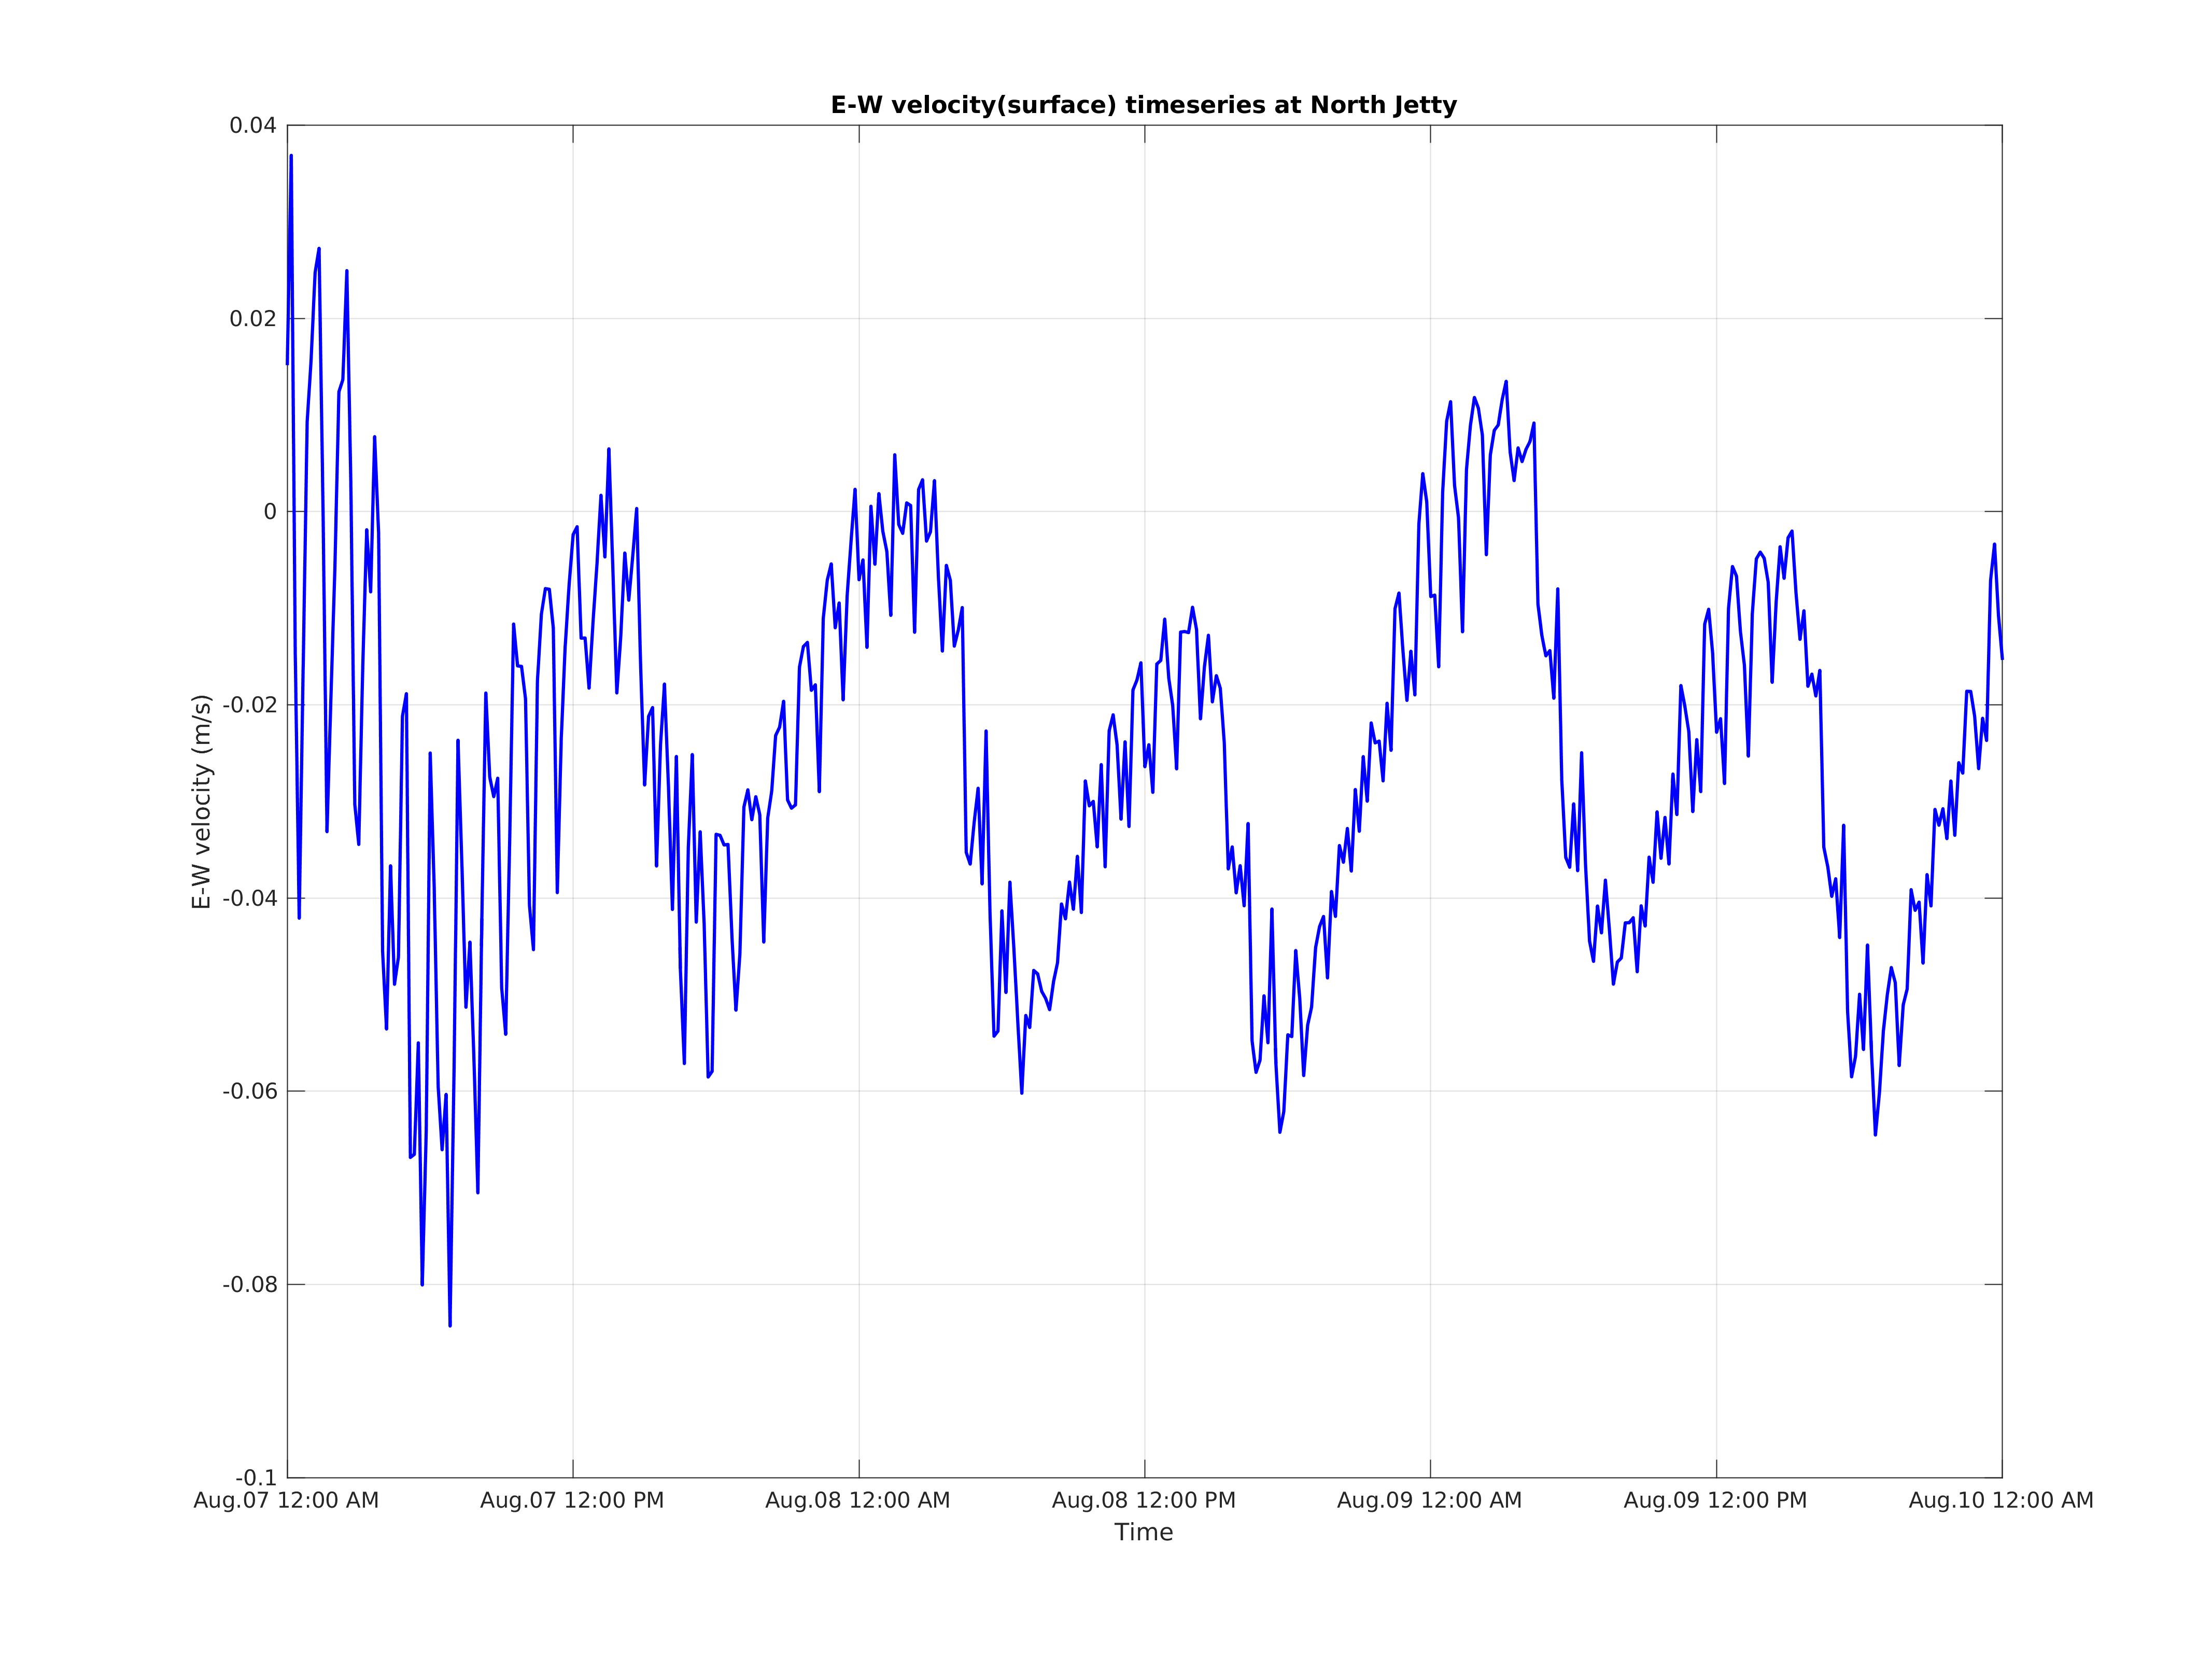 E-W velocity(surface) timeseries at North Jetty
0.04
0.02
0
-0.02
-0.04
-0.06
-0.08
-0.1
E-W velocity (m/s)
Aug.07 12:00 AM Aug.07 12:00 PM Aug.08 12:00 AM Aug.08 12:00 PM Aug.09 12:00 AM Aug.09 12:00 PM Aug.10 12:00 AM
Time